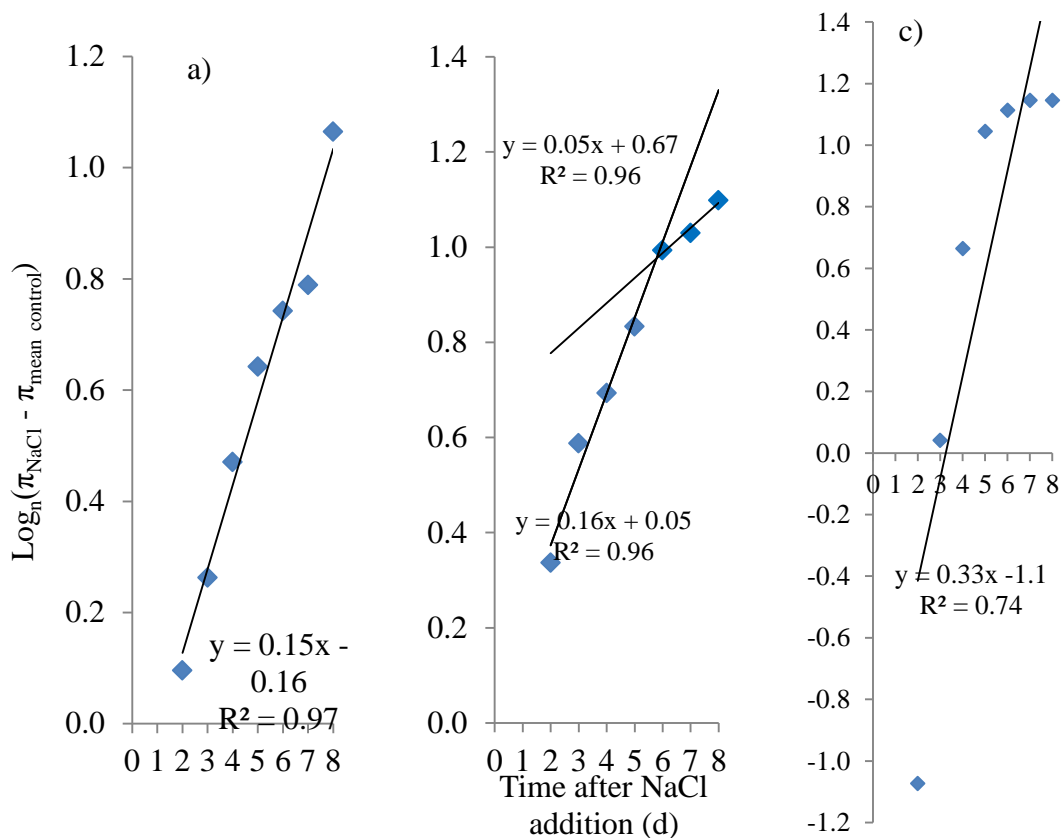 Logₙ(π_NaCl - π_mean control)
a)
1.2
1.0
0.8
0.6
0.4
0.2
0.0
0 1 2 3 4 5 6 7 8
y = 0.15x -
0.16
R² = 0.97
1.4
1.2
1.0
0.8
0.6
0.4
0.2
0.0
0 1 2 3 4 5 6 7 8
y = 0.05x + 0.67
R² = 0.96
y = 0.16x + 0.05
R² = 0.96
Time after NaCl
addition (d)
c)
1.4
1.2
1.0
0.8
0.6
0.4
0.2
0.0
-0.2
-0.4
-0.6
-0.8
-1.0
-1.2
0 1 2 3 4 5 6 7 8
y = 0.33x -1.1
R² = 0.74